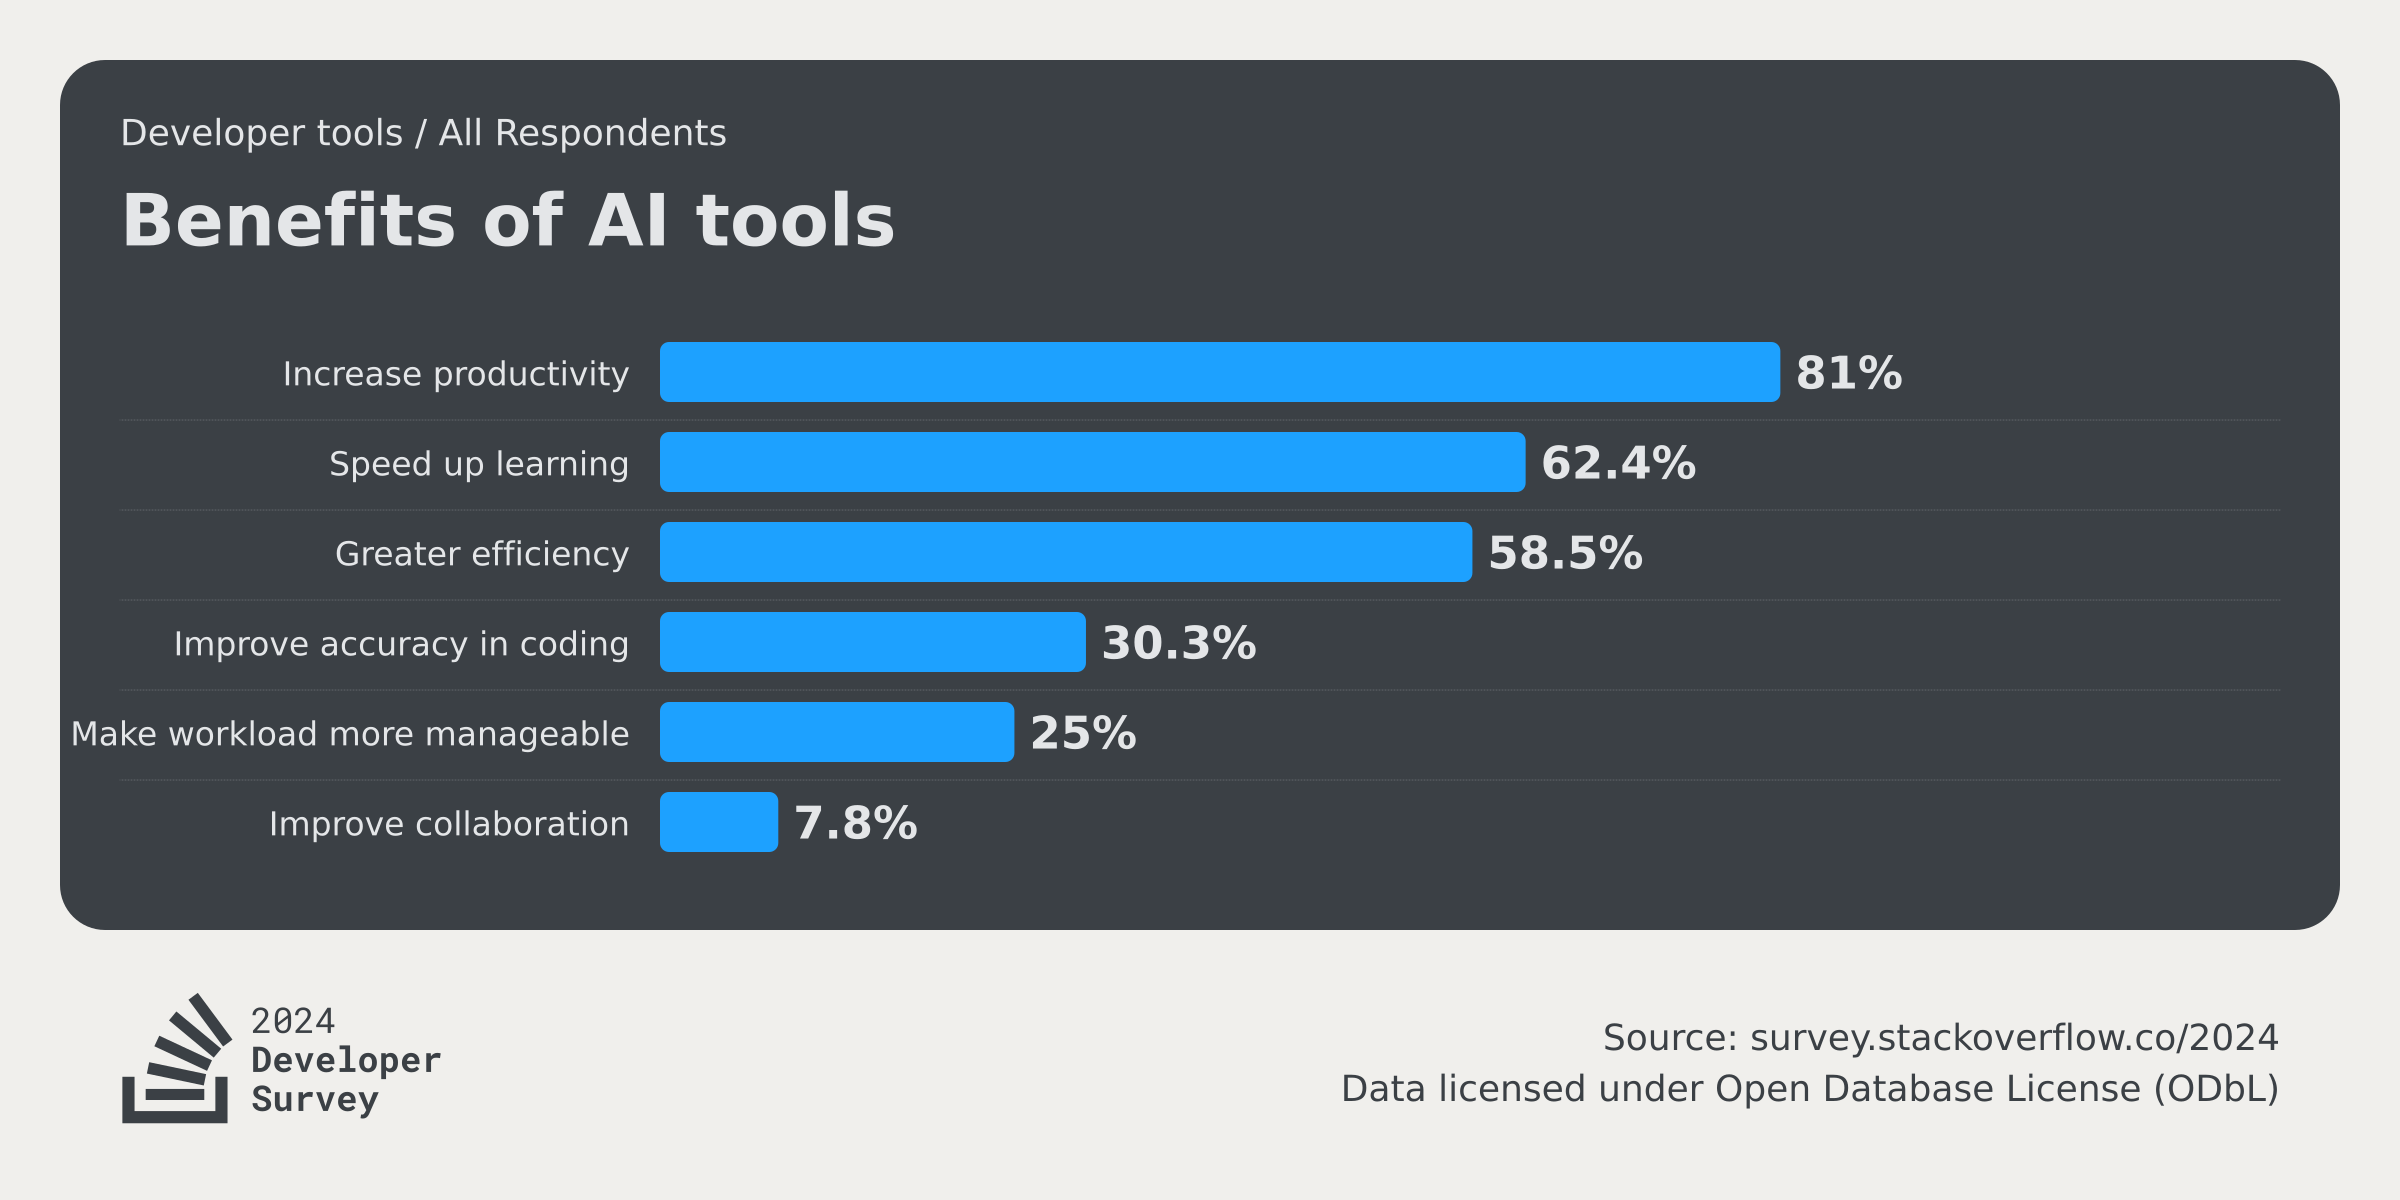 Developer tools / All Respondents
Benefits of AI tools
Increase productivity 81%
Speed up learning 62.4%
Greater efficiency 58.5%
Improve accuracy in coding 30.3%
Make workload more manageable 25%
Improve collaboration 7.8%
2024
Developer
Survey
Source: survey.stackoverflow.co/2024
Data licensed under Open Database License (ODbL)